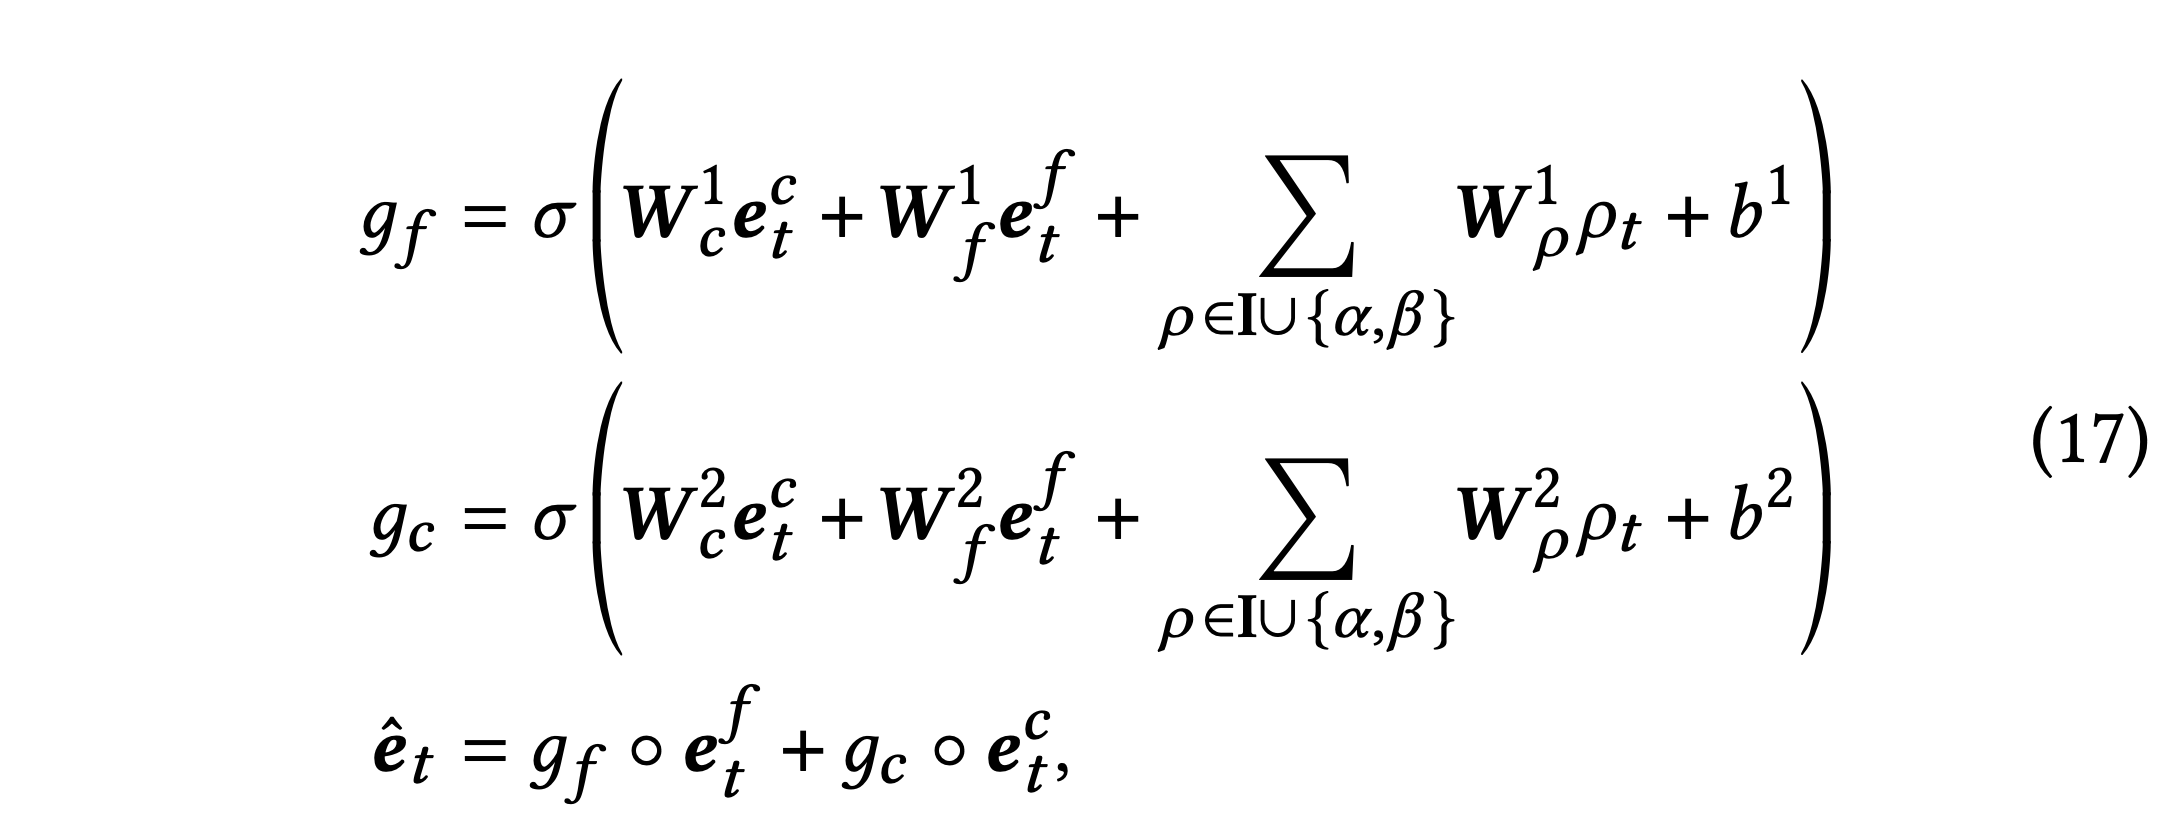 $g_f = \sigma \left( \boldsymbol{W}_c^1 \boldsymbol{e}_t^c + \boldsymbol{W}_f^1 \boldsymbol{e}_t^f + \sum_{\rho \in \mathbf{I} \cup \{\alpha, \beta\}} \boldsymbol{W}_\rho^1 \rho_t + b^1 \right)$
$g_c = \sigma \left( \boldsymbol{W}_c^2 \boldsymbol{e}_t^c + \boldsymbol{W}_f^2 \boldsymbol{e}_t^f + \sum_{\rho \in \mathbf{I} \cup \{\alpha, \beta\}} \boldsymbol{W}_\rho^2 \rho_t + b^2 \right)$
(17)
$\hat{\boldsymbol{e}}_t = g_f \circ \boldsymbol{e}_t^f + g_c \circ \boldsymbol{e}_t^c,$